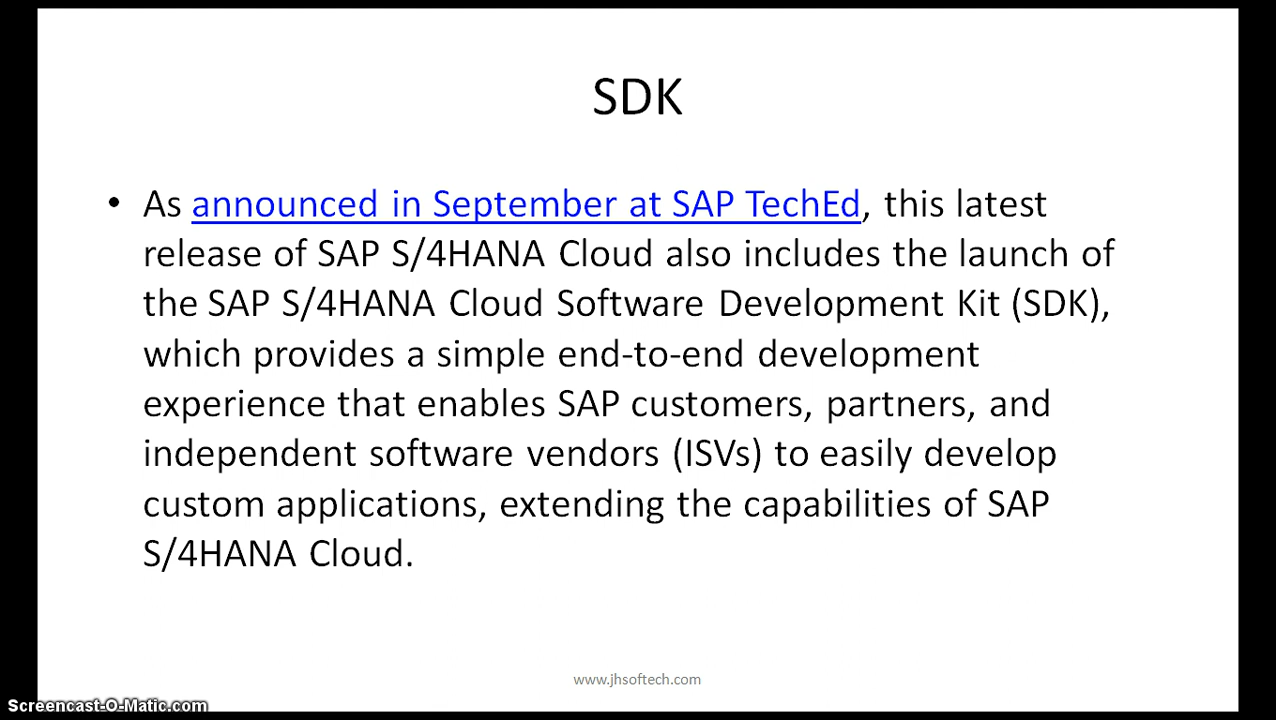 SDK
• As announced in September at SAP TechEd, this latest
release of SAP S/4HANA Cloud also includes the launch of
the SAP S/4HANA Cloud Software Development Kit (SDK),
which provides a simple end-to-end development
experience that enables SAP customers, partners, and
independent software vendors (ISVs) to easily develop
custom applications, extending the capabilities of SAP
S/4HANA Cloud.
www.jhsoftech.com
Screencast-O-Matic.com